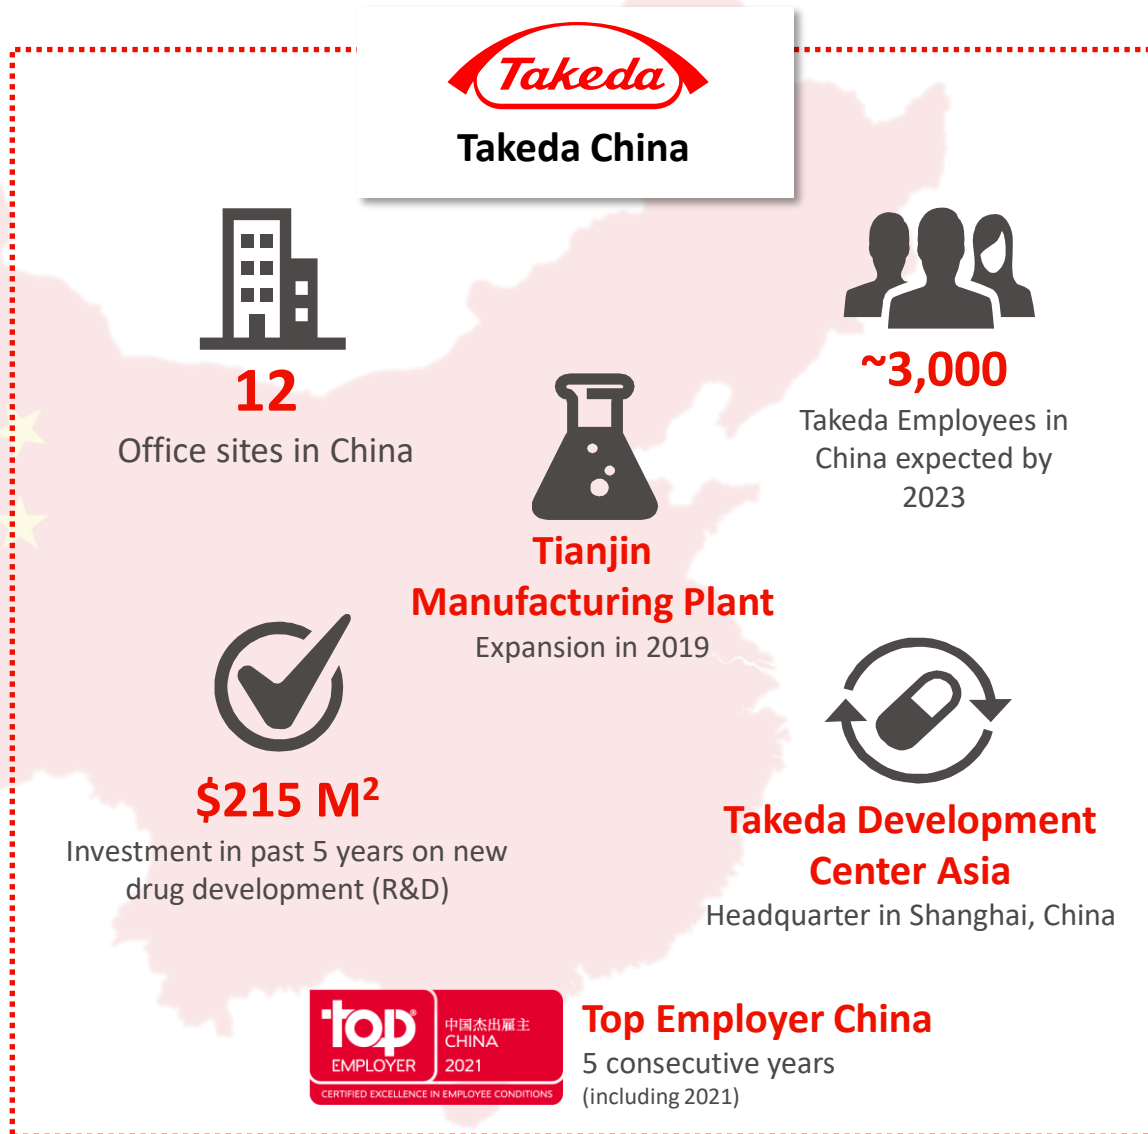 Takeda
Takeda China
12
Office sites in China
~3,000
Takeda Employees in
China expected by
2023
Tianjin
Manufacturing Plant
Expansion in 2019
$215 M²
Investment in past 5 years on new
drug development (R&D)
Takeda Development
Center Asia
Headquarter in Shanghai, China
top®
EMPLOYER
中国杰出雇主
CHINA
2021
CERTIFIED EXCELLENCE IN EMPLOYEE CONDITIONS
Top Employer China
5 consecutive years
(including 2021)